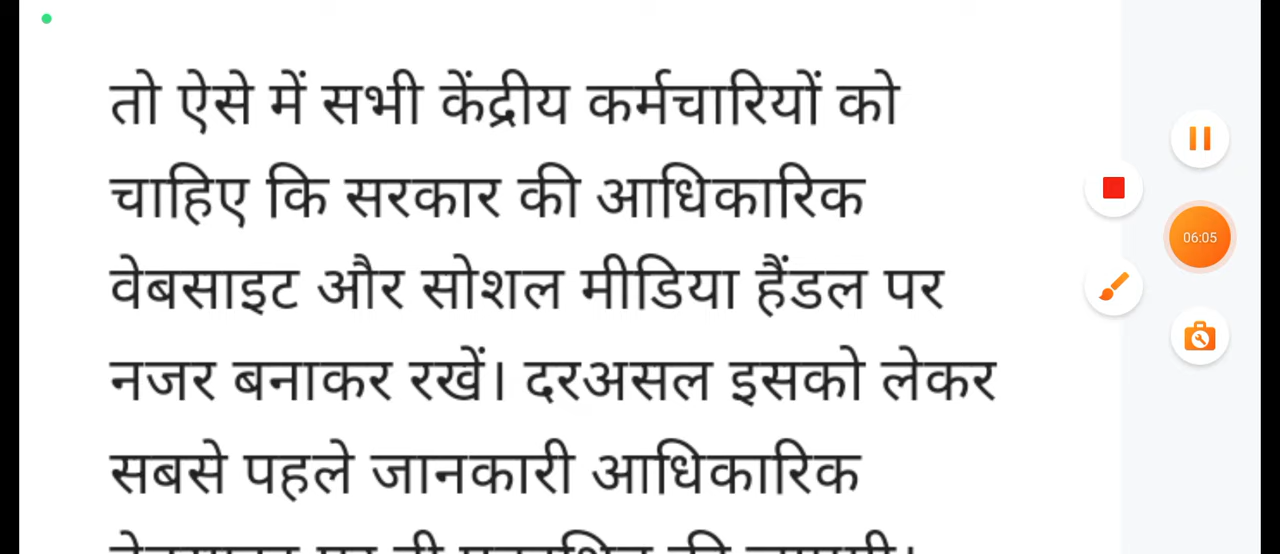 तो ऐसे में सभी केंद्रीय कर्मचारियों को
चाहिए कि सरकार की आधिकारिक
वेबसाइट और सोशल मीडिया हैंडल पर
नजर बनाकर रखें। दरअसल इसको लेकर
सबसे पहले जानकारी आधिकारिक
06:05